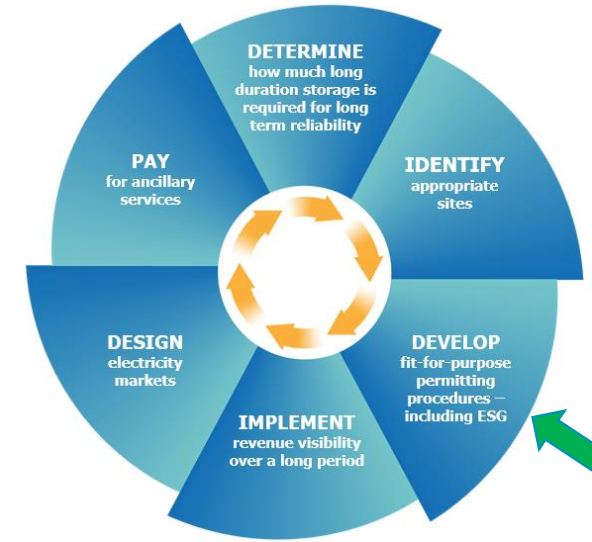 DETERMINE
how much long
duration storage is
required for long
term reliability
IDENTIFY
appropriate
sites
DEVELOP
fit-for-purpose
permitting
procedures –
including ESG
IMPLEMENT
revenue visibility
over a long period
DESIGN
electricity
markets
PAY
for ancillary
services